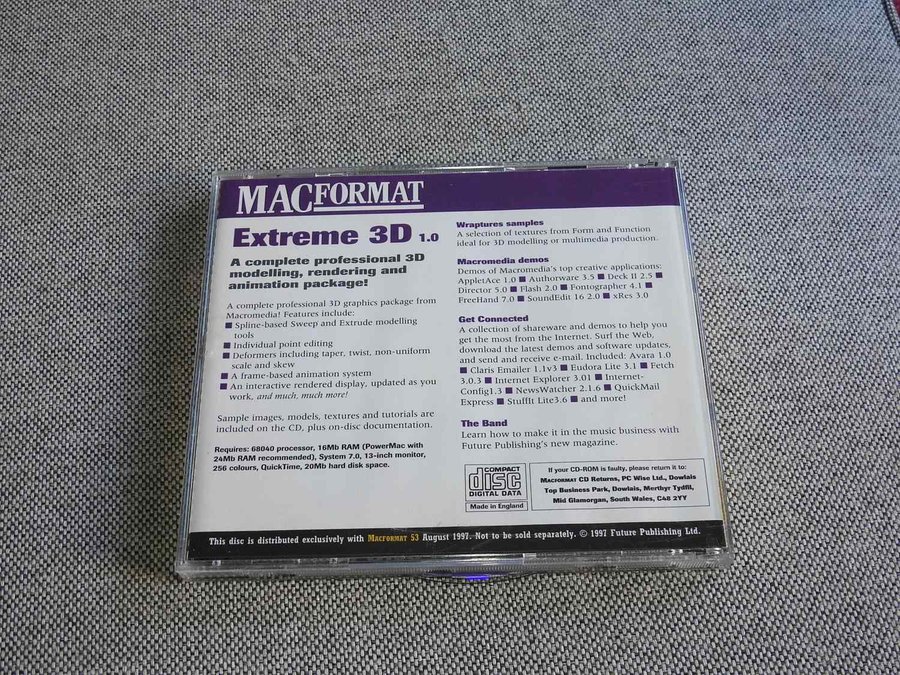 MACFORMAT
Extreme 3D 1.0
A complete professional 3D
modelling, rendering and
animation package!
A complete professional 3D graphics package from
Macromedia! Features include:
■ Spline-based Sweep and Extrude modelling
tools
■ Individual point editing
■ Deformers including taper, twist, non-uniform
scale and skew
■ A frame-based animation system
■ An interactive rendered display, updated as you
work, and much, much more!
Sample images, models, textures and tutorials are
included on the CD, plus on-disc documentation.
Requires: 68040 processor, 16Mb RAM (PowerMac with
24Mb RAM recommended), System 7.0, 13-inch monitor,
256 colours, QuickTime, 20Mb hard disk space.
Wraptures samples
A selection of textures from Form and Function
ideal for 3D modelling or multimedia production.
Macromedia demos
Demos of Macromedia's top creative applications:
AppletAce 1.0 ■ Authorware 3.5 ■ Deck II 2.5 ■
Director 5.0 ■ Flash 2.0 ■ Fontographer 4.1 ■
FreeHand 7.0 ■ SoundEdit 16 2.0 ■ xRes 3.0
Get Connected
A collection of shareware and demos to help you
get the most from the Internet. Surf the Web,
download the latest demos and software updates,
and send and receive e-mail. Included: Avara 1.0
■ Claris Emailer 1.1v3 ■ Eudora Lite 3.1 ■ Fetch
3.0.3 ■ Internet Explorer 3.01 ■ Internet-
Config1.3 ■ NewsWatcher 2.1.6 ■ QuickMail
Express ■ StuffIt Lite3.6 ■ and more!
The Band
Learn how to make it in the music business with
Future Publishing's new magazine.
COMPACT
disc
DIGITAL DATA
Made in England
If your CD-ROM is faulty, please return it to:
MACFORMAT CD Returns, PC Wise Ltd., Dowlais
Top Business Park, Dowlais, Merthyr Tydfil,
Mid Glamorgan, South Wales, C48 2YY
This disc is distributed exclusively with MACFORMAT 53 August 1997. Not to be sold separately. © 1997 Future Publishing Ltd.